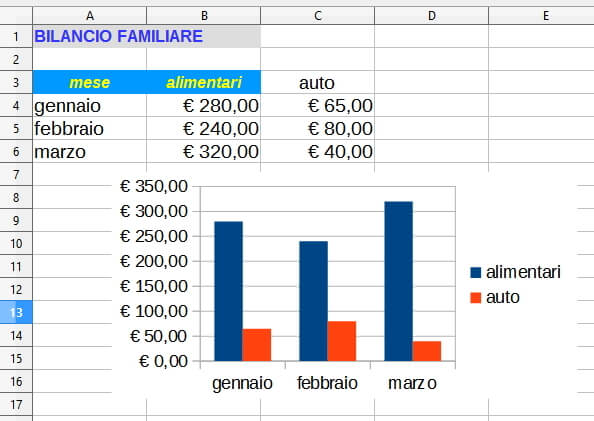 A B C D E
1 BILANCIO FAMILIARE
2
3 mese alimentari auto
4 gennaio € 280,00 € 65,00
5 febbraio € 240,00 € 80,00
6 marzo € 320,00 € 40,00
7
8
9
10
11
12
13
14
15
16
17
€ 350,00
€ 300,00
€ 250,00
€ 200,00
€ 150,00
€ 100,00
€ 50,00
€ 0,00
gennaio febbraio marzo
alimentari
auto